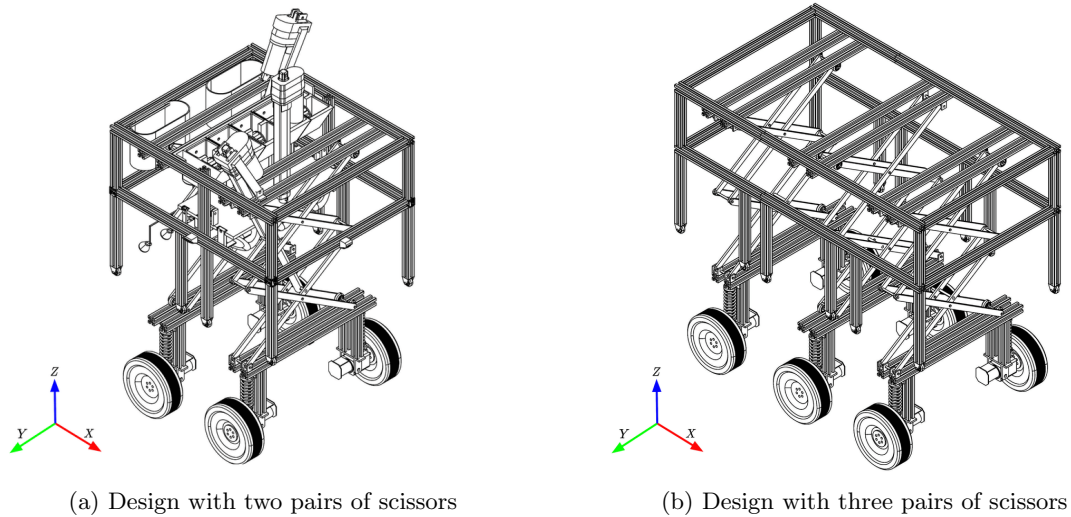 Z
Y
X
Z
Y
X
(a) Design with two pairs of scissors
(b) Design with three pairs of scissors